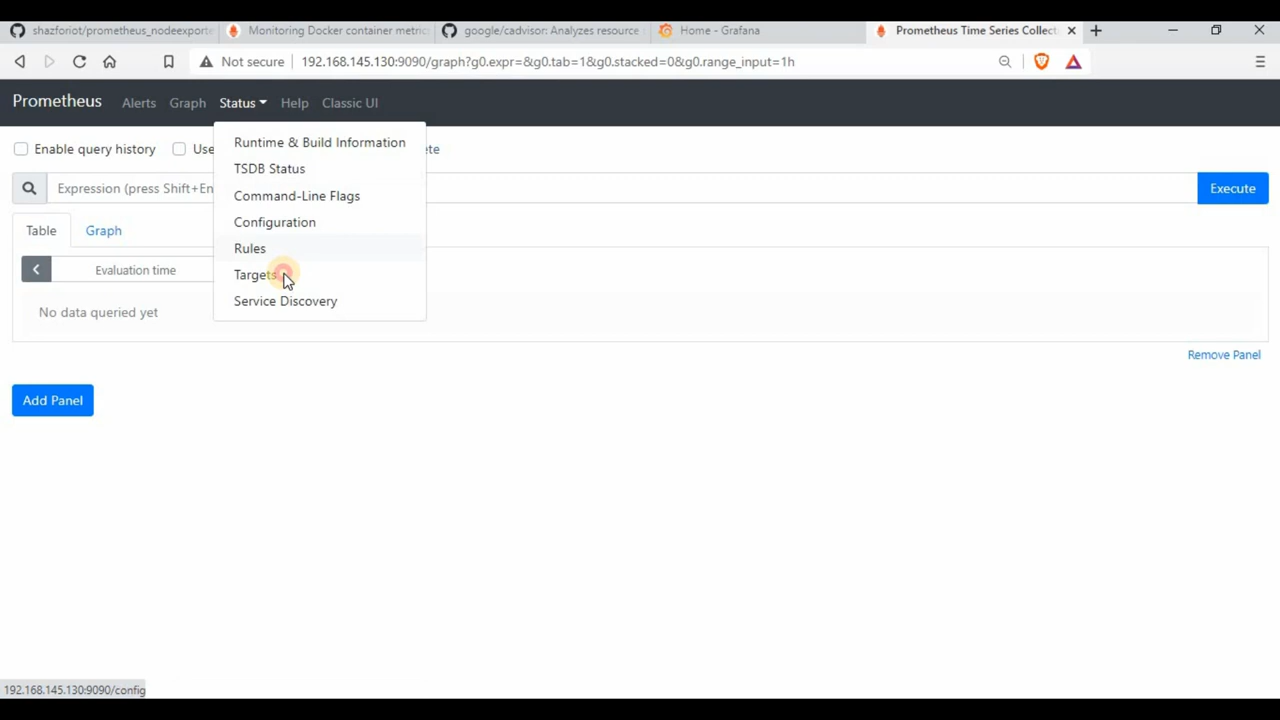 shazforiot/prometheus_nodeexporte
Monitoring Docker container metric
google/cadvisor: Analyzes resource
Home - Grafana
Prometheus Time Series Collect
Not secure
192.168.145.130:9090/graph?g0.expr=&g0.tab=1&g0.stacked=0&g0.range_input=1h
Prometheus Alerts Graph Status Help Classic UI
Enable query history
Use
ete
Runtime & Build Information
TSDB Status
Command-Line Flags
Configuration
Rules
Targets
Service Discovery
Expression (press Shift+En
Execute
Table Graph
Evaluation time
No data queried yet
Remove Panel
Add Panel
192.168.145.130:9090/config